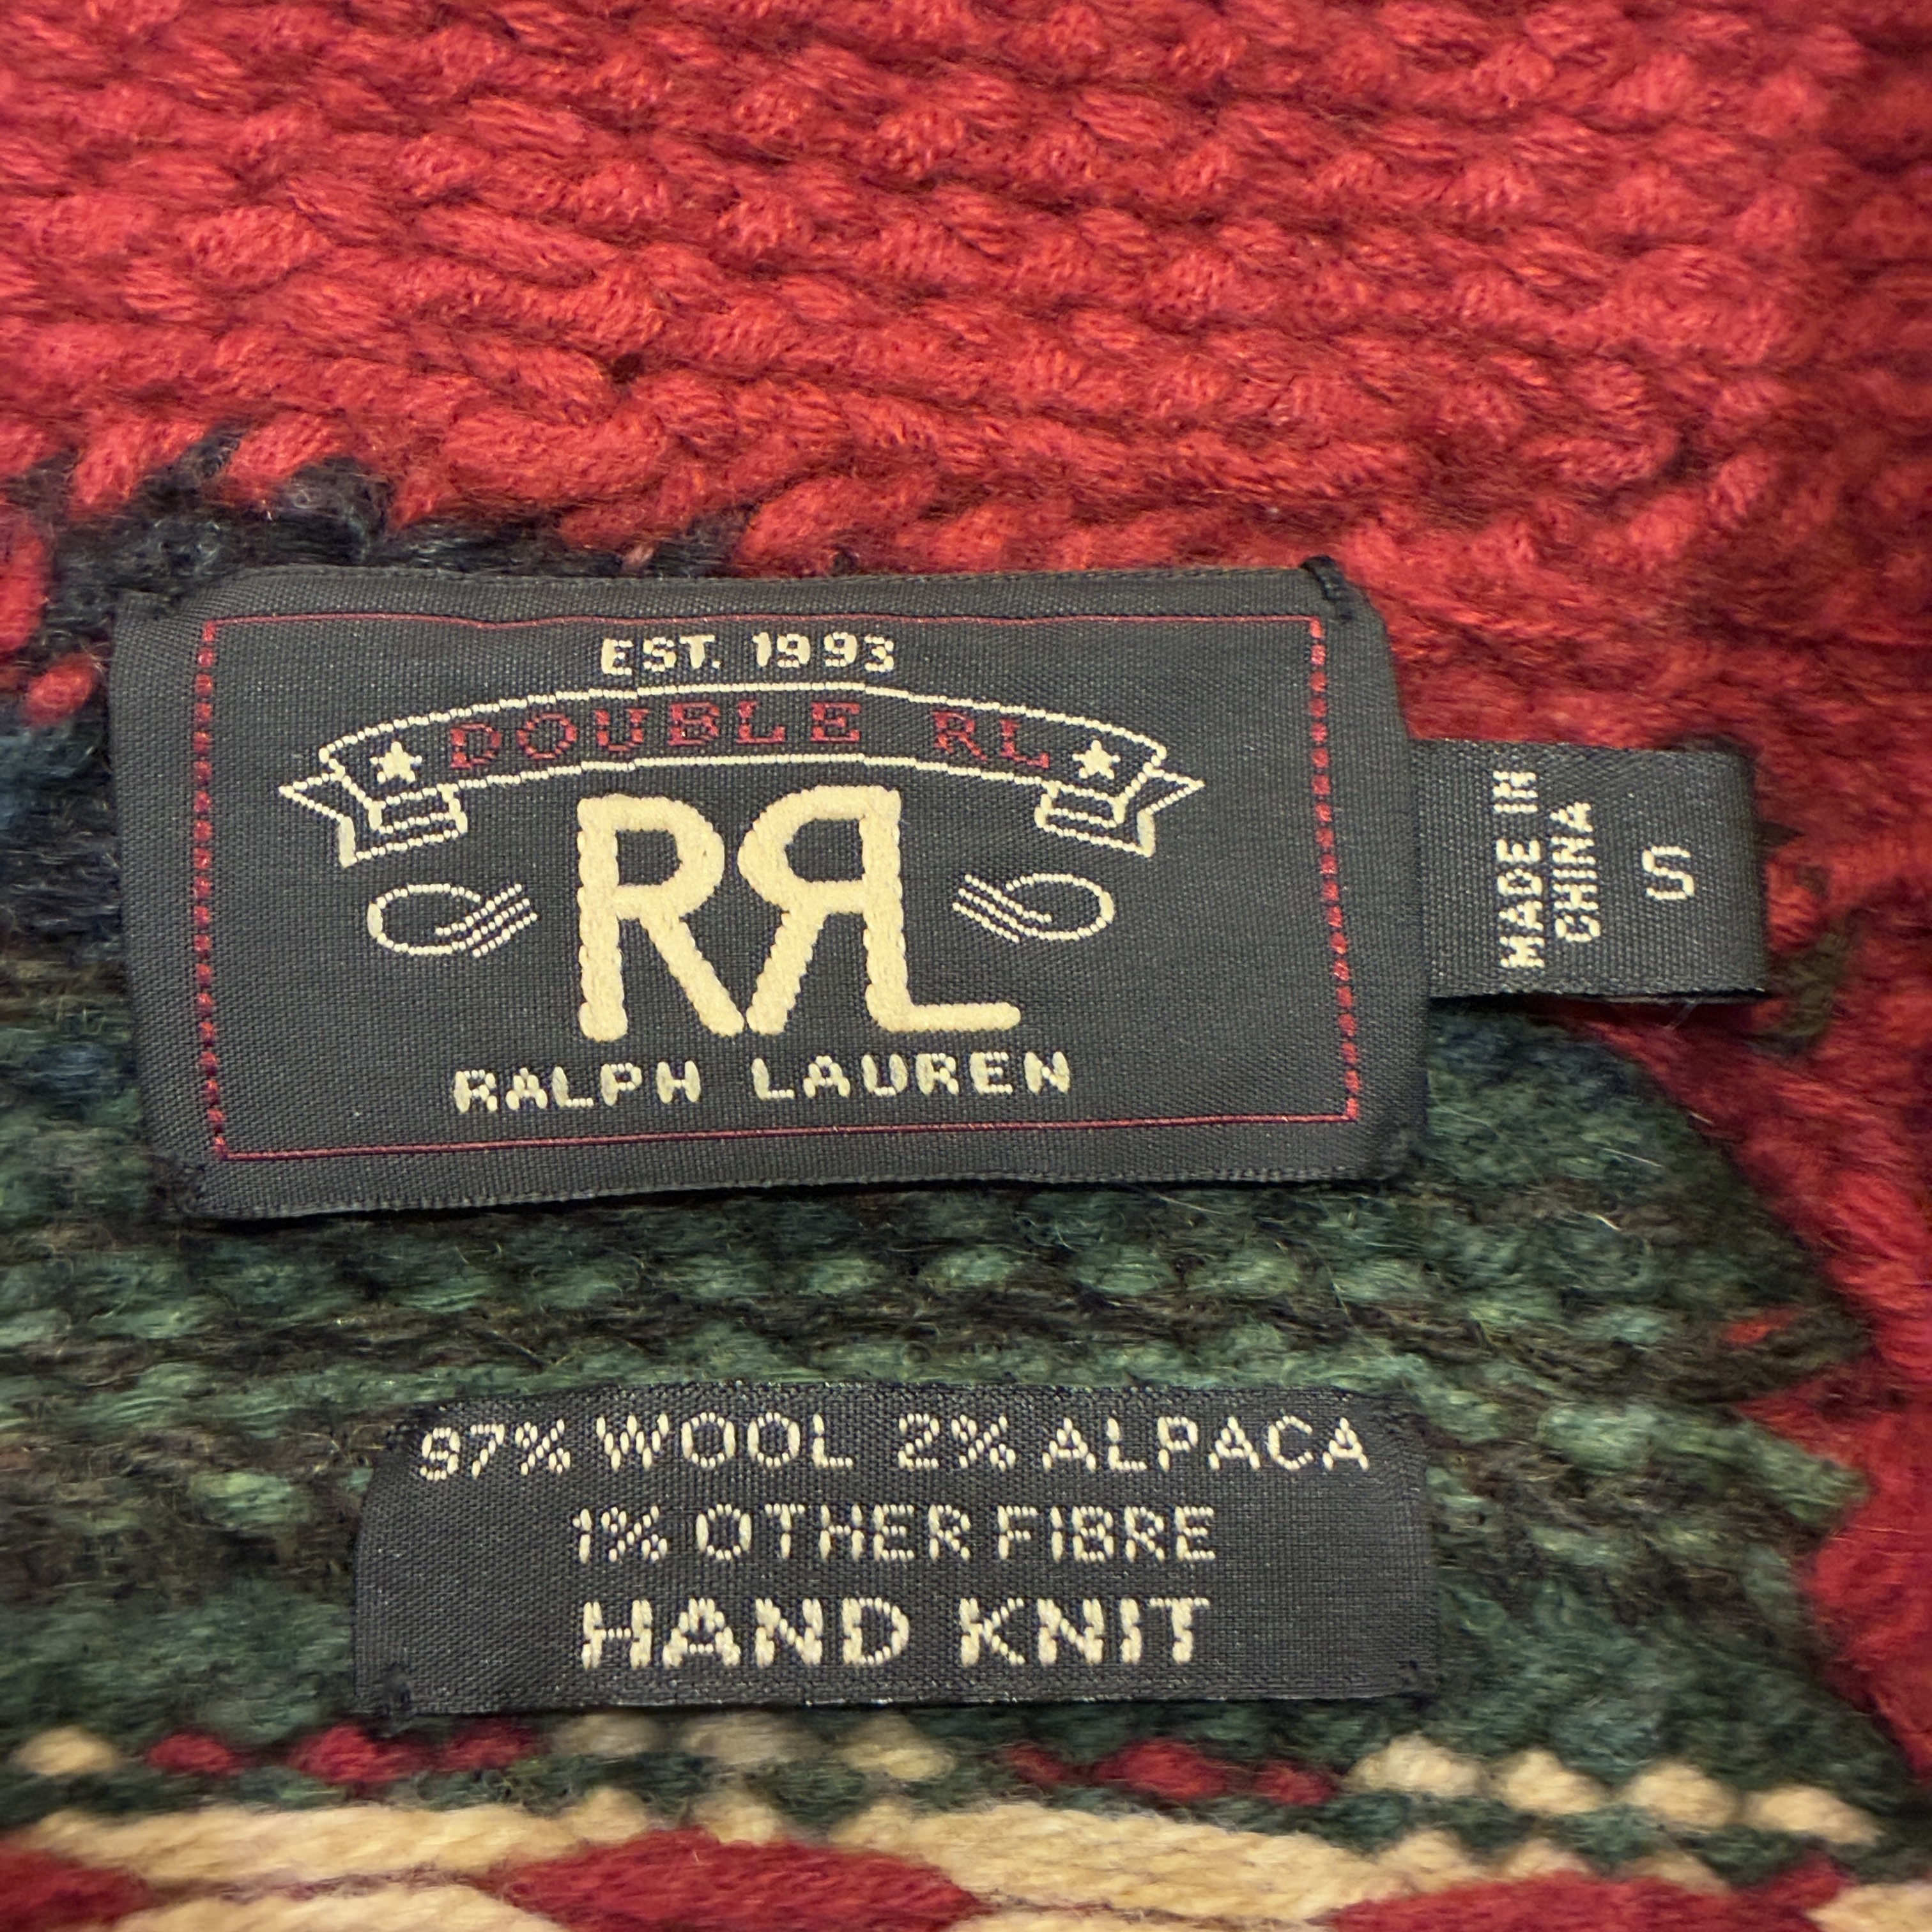 EST. 1993
DOUBLE RL
RRL
RALPH LAUREN
MADE IN
CHINA
S
97% WOOL 2% ALPACA
1% OTHER FIBRE
HAND KNIT